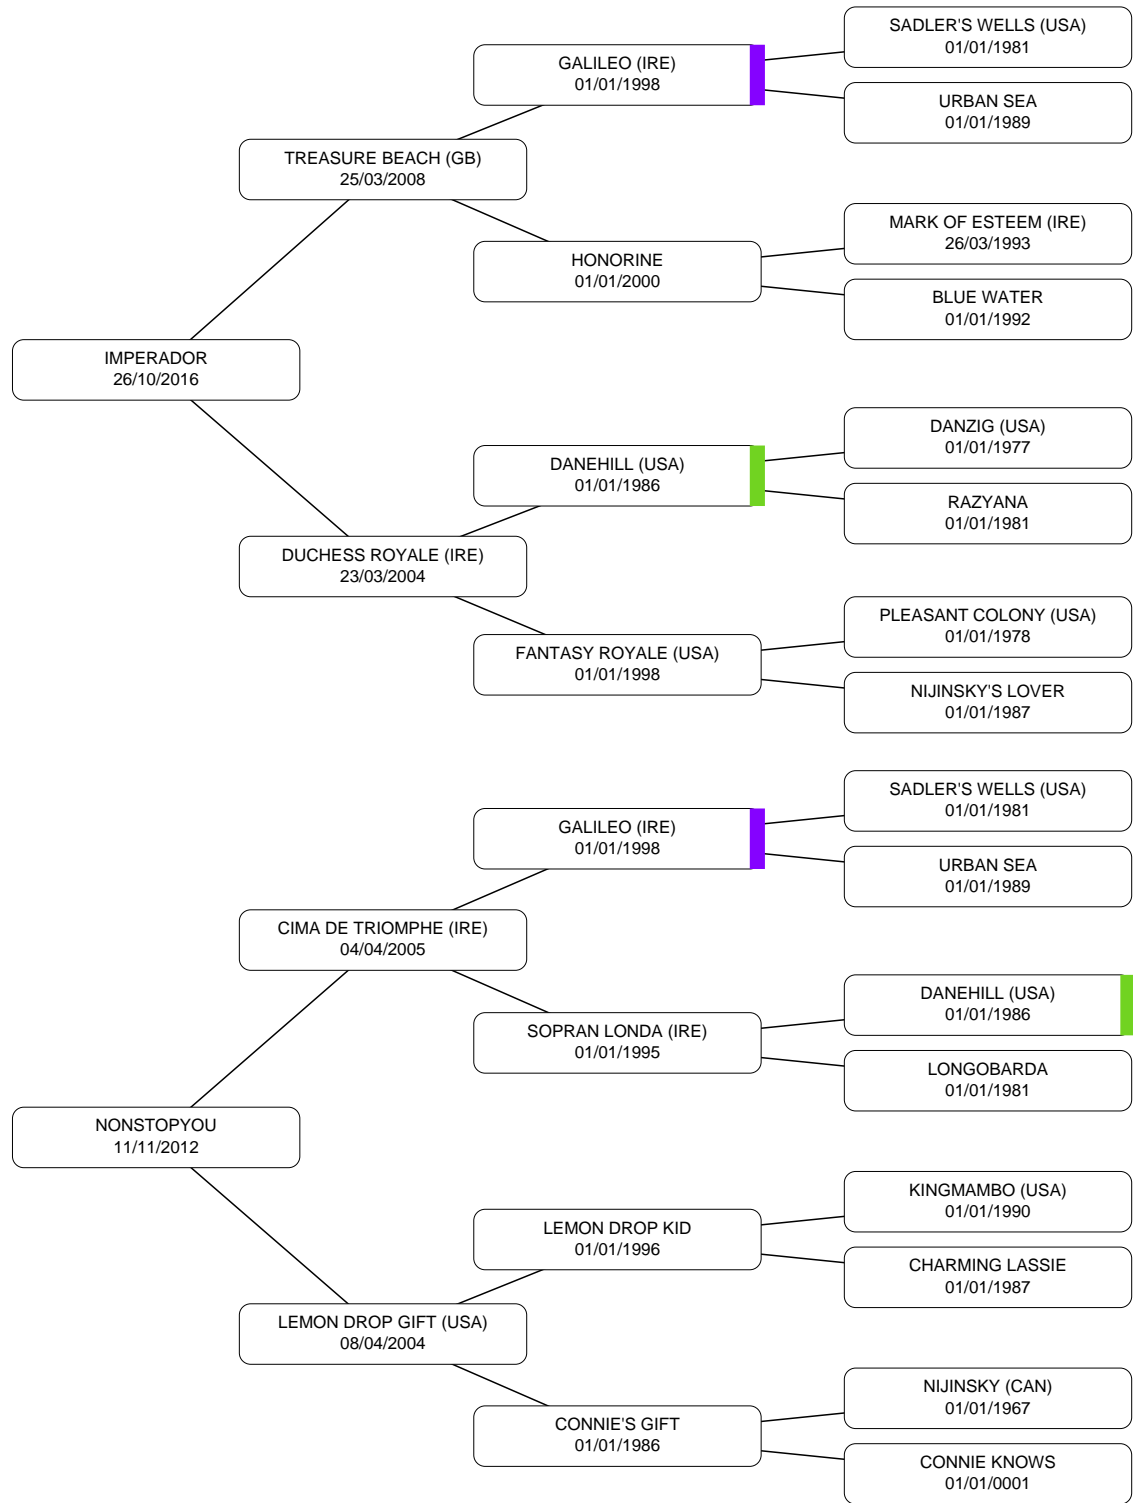 SADLER'S WELLS (USA)
01/01/1981
GALILEO (IRE)
01/01/1998
URBAN SEA
01/01/1989
TREASURE BEACH (GB)
25/03/2008
MARK OF ESTEEM (IRE)
26/03/1993
HONORINE
01/01/2000
BLUE WATER
01/01/1992
IMPERADOR
26/10/2016
DANZIG (USA)
01/01/1977
DANEHILL (USA)
01/01/1986
RAZYANA
01/01/1981
DUCHESS ROYALE (IRE)
23/03/2004
PLEASANT COLONY (USA)
01/01/1978
FANTASY ROYALE (USA)
01/01/1998
NIJINSKY'S LOVER
01/01/1987
SADLER'S WELLS (USA)
01/01/1981
GALILEO (IRE)
01/01/1998
URBAN SEA
01/01/1989
CIMA DE TRIOMPHE (IRE)
04/04/2005
DANEHILL (USA)
01/01/1986
SOPRAN LONDA (IRE)
01/01/1995
LONGOBARDA
01/01/1981
NONSTOPYOU
11/11/2012
KINGMAMBO (USA)
01/01/1990
LEMON DROP KID
01/01/1996
CHARMING LASSIE
01/01/1987
LEMON DROP GIFT (USA)
08/04/2004
NIJINSKY (CAN)
01/01/1967
CONNIE'S GIFT
01/01/1986
CONNIE KNOWS
01/01/0001